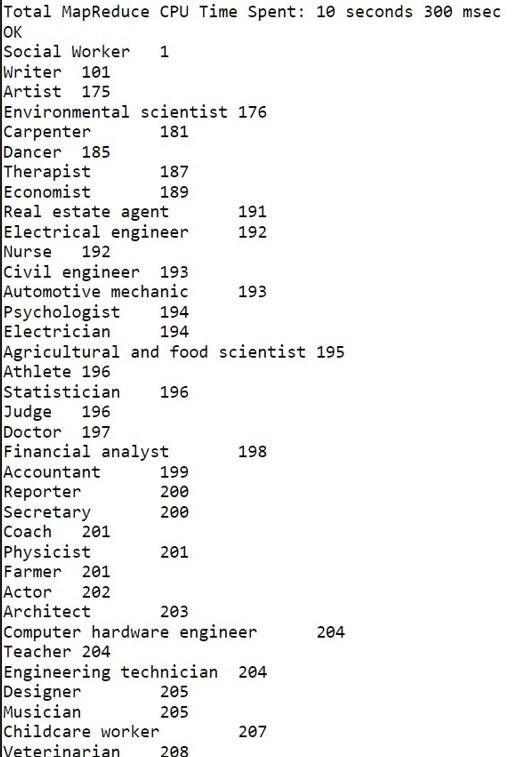 Total MapReduce CPU Time Spent: 10 seconds 300 msec
OK
Social Worker 1
Writer 101
Artist 175
Environmental scientist 176
Carpenter 181
Dancer 185
Therapist 187
Economist 189
Real estate agent 191
Electrical engineer 192
Nurse 192
Civil engineer 193
Automotive mechanic 193
Psychologist 194
Electrician 194
Agricultural and food scientist 195
Athlete 196
Statistician 196
Judge 196
Doctor 197
Financial analyst 198
Accountant 199
Reporter 200
Secretary 200
Coach 201
Physicist 201
Farmer 201
Actor 202
Architect 203
Computer hardware engineer 204
Teacher 204
Engineering technician 204
Designer 205
Musician 205
Childcare worker 207
Veterinarian 208